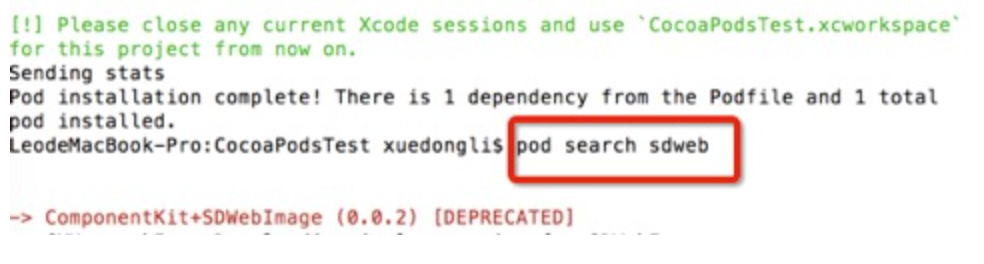 [!] Please close any current Xcode sessions and use `CocoaPodsTest.xcworkspace`
for this project from now on.
Sending stats
Pod installation complete! There is 1 dependency from the Podfile and 1 total
pod installed.
LeodeMacBook-Pro:CocoaPodsTest xuedongli$ pod search sdweb
-> ComponentKit+SDWebImage (0.0.2) [DEPRECATED]